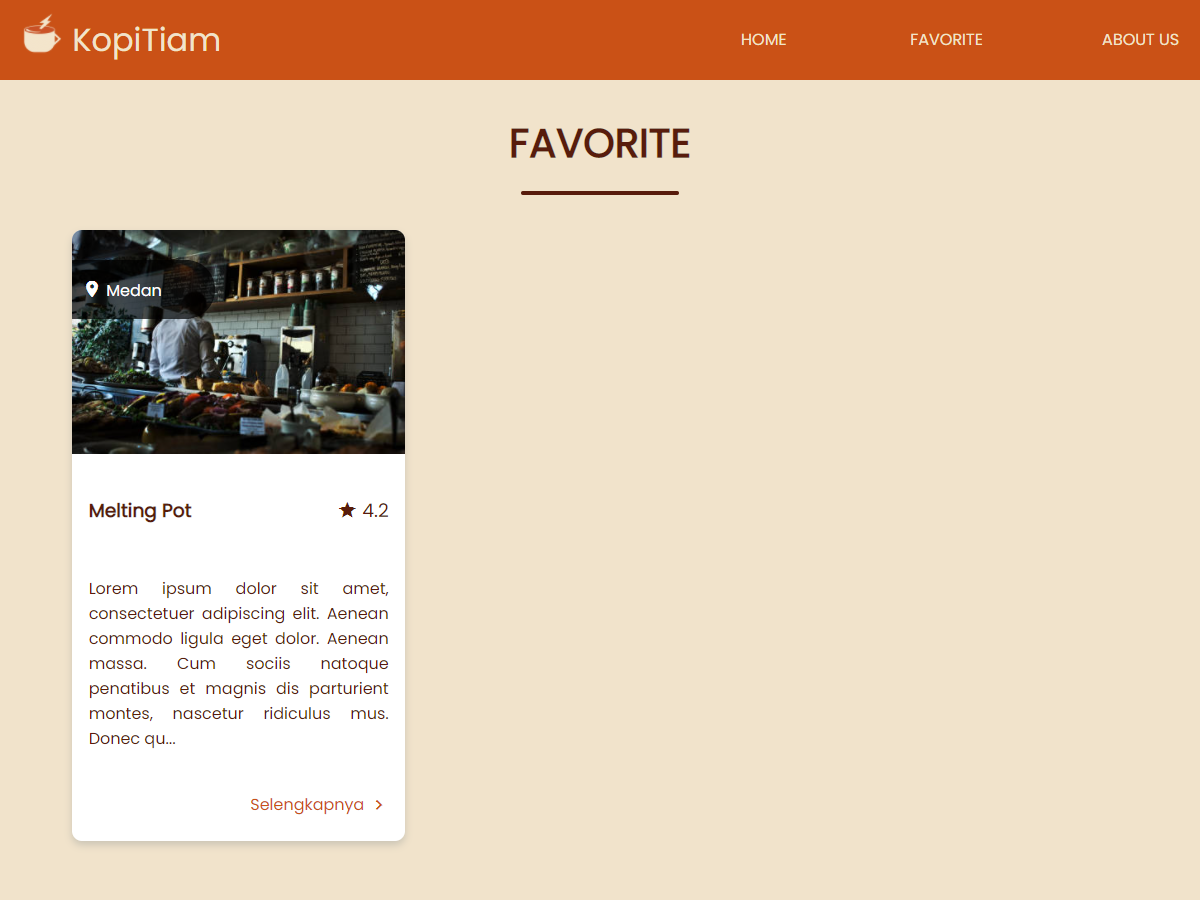 KopiTiam
HOME
FAVORITE
ABOUT US
FAVORITE
Medan
Melting Pot
4.2
Lorem ipsum dolor sit amet,
consectetuer adipiscing elit. Aenean
commodo ligula eget dolor. Aenean
massa. Cum sociis natoque
penatibus et magnis dis parturient
montes, nascetur ridiculus mus.
Donec qu...
Selengkapnya